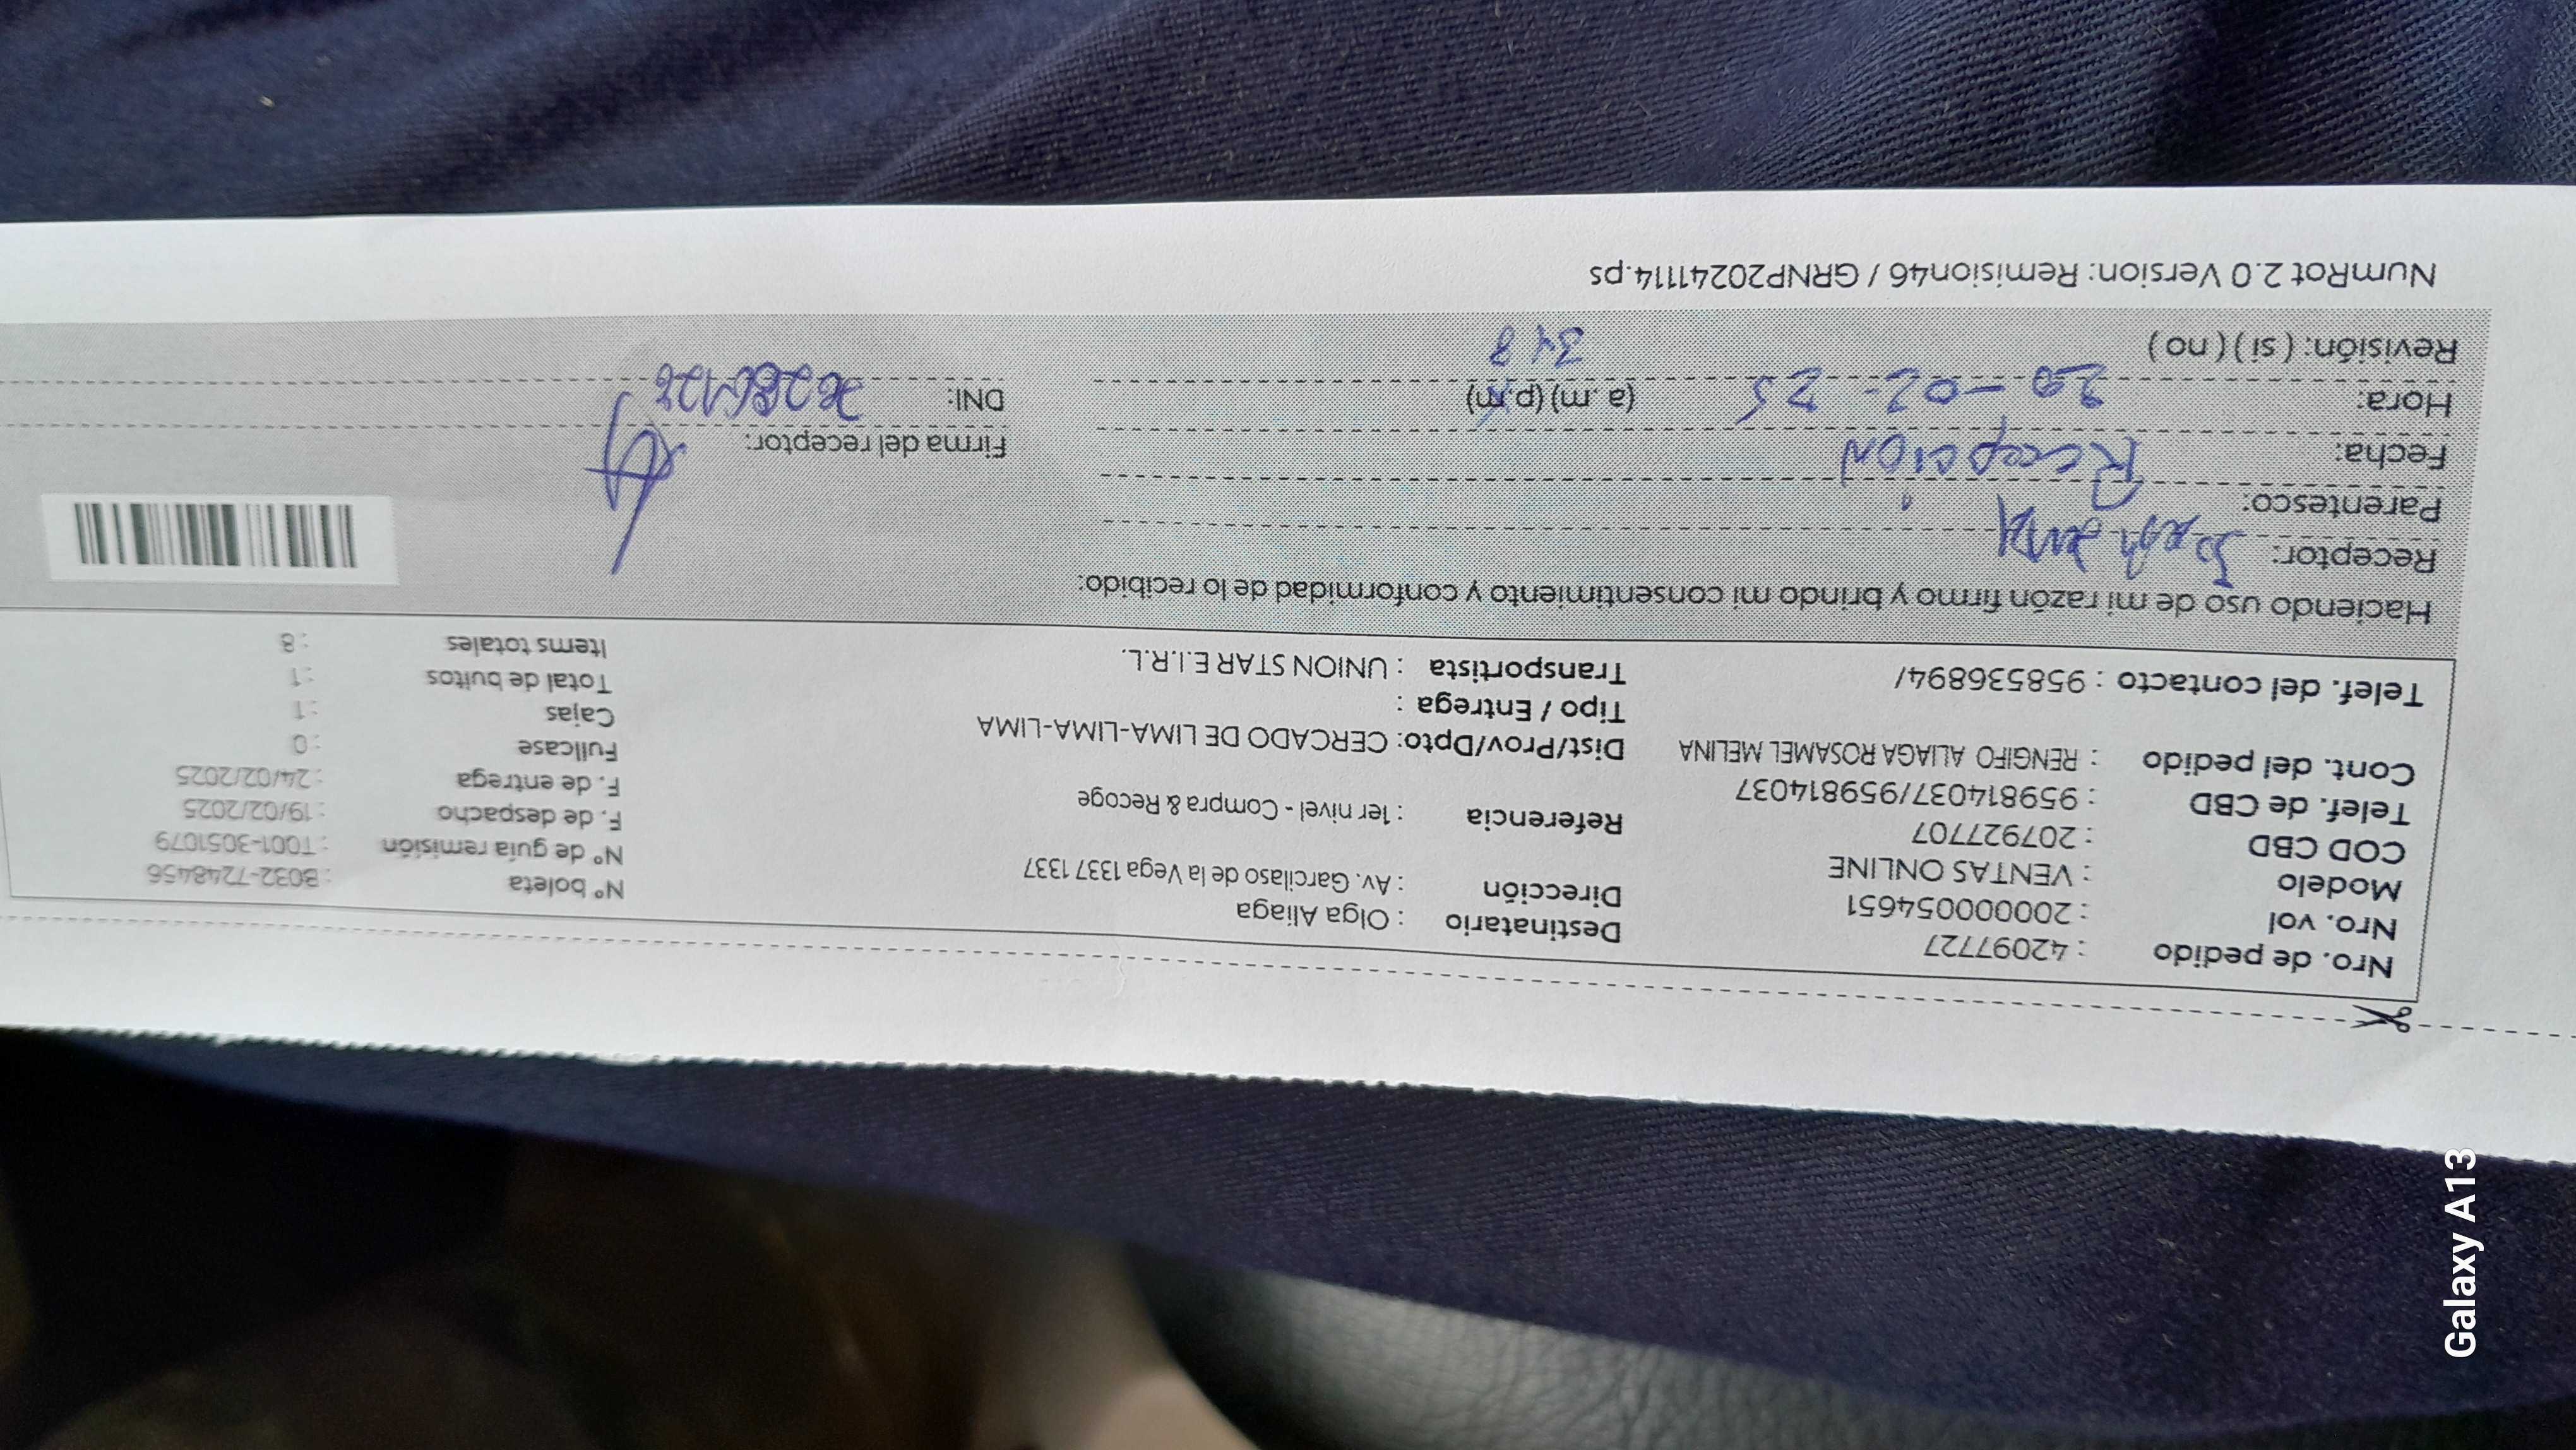 Nro. de pedido : 42097727
Nro. vol : 20000054651
Modelo : VENTAS ONLINE
COD CBD : 207927707
Telef. de CBD : 959814037/959814037
Cont. del pedido : RENGIFO ALIAGA ROSAMEL MELINA
Telef. del contacto : 958536894/
Destinatario : Olga Aliaga
Dirección : Av. Garcilaso de la Vega 1337 1337
Referencia : 1er nivel - Compra & Recoge
Dist/Prov/Dpto: CERCADO DE LIMA-LIMA-LIMA
Tipo / Entrega :
Transportista : UNION STAR E.I.R.L.
N° boleta : B032-7248456
N° de guía remisión : T001-3051079
F. de despacho : 19/02/2025
F. de entrega : 24/02/2025
Fullcase : 0
Cajas : 1
Total de bultos : 1
Items totales : 8
Haciendo uso de mi razón firmo y brindo mi consentimiento y conformidad de lo recibido:
Receptor:
Parentesco: Recepción
Fecha:
Hora: 20-02-25 (a.m) (p.m)
Revisión: ( si ) ( no )
Firma del receptor:
DNI:
NumRot 2.0 Version: Remision46 / GRNP20241114.ps
Galaxy A13